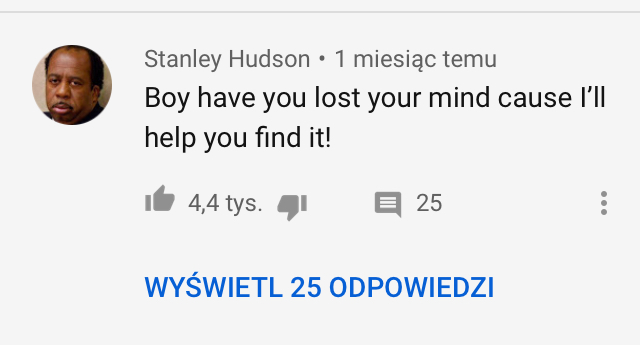 Stanley Hudson • 1 miesiąc temu
Boy have you lost your mind cause I’ll
help you find it!
4,4 tys. 25
WYŚWIETL 25 ODPOWIEDZI